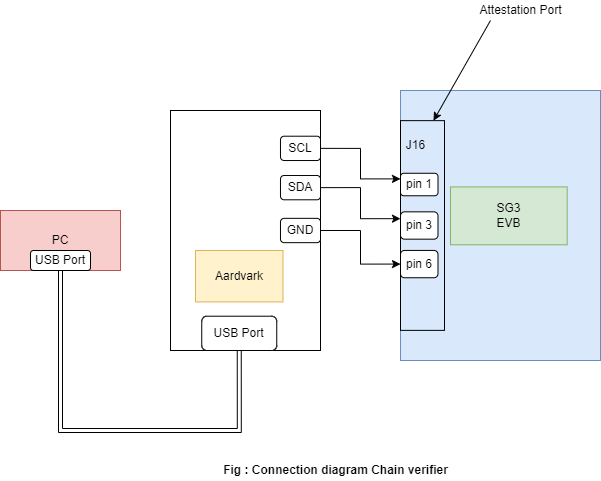 Attestation Port
SCL
J16
pin 1
SDA
SG3
EVB
pin 3
GND
PC
USB Port
pin 6
Aardvark
USB Port
Fig : Connection diagram Chain verifier